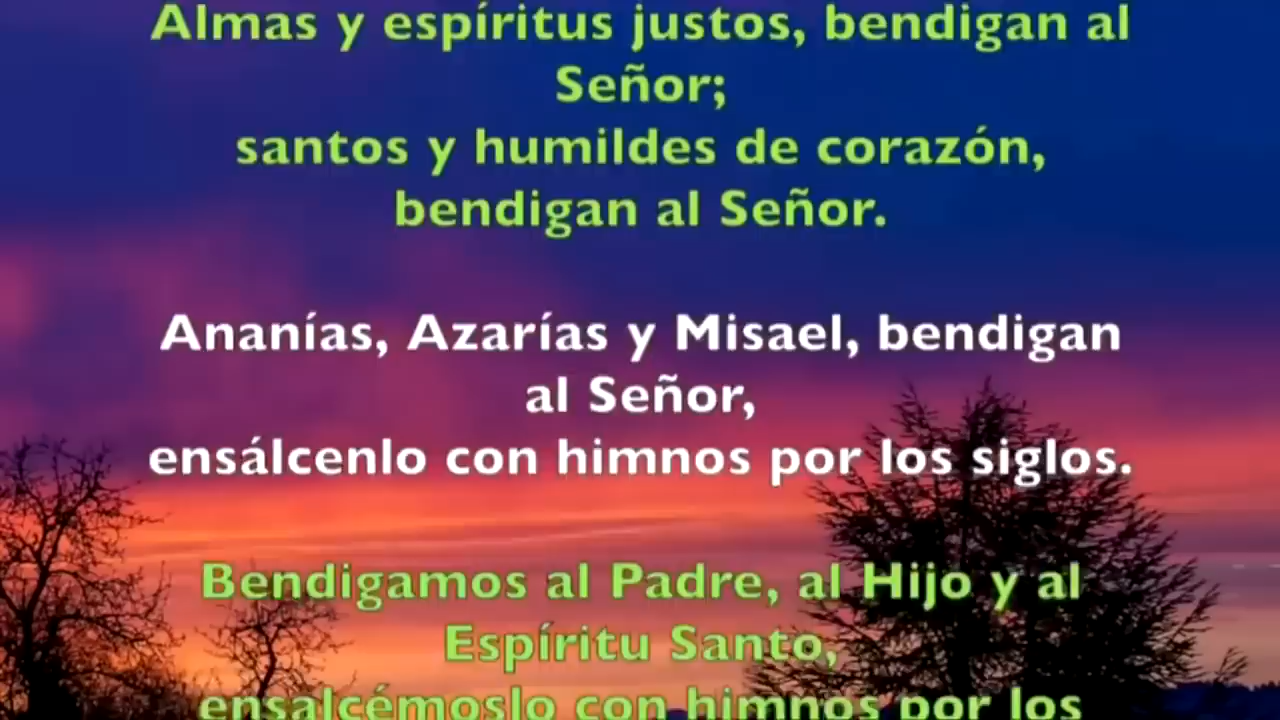 Almas y espíritus justos, bendigan al
Señor;
santos y humildes de corazón,
bendigan al Señor.
Ananías, Azarías y Misael, bendigan
al Señor,
ensálcenlo con himnos por los siglos.
Bendigamos al Padre, al Hijo y al
Espíritu Santo,
ensalcémoslo con himnos por los